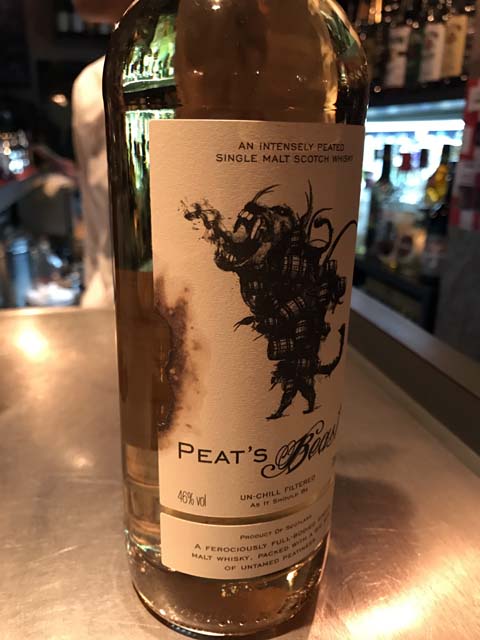 AN INTENSELY PEATED
SINGLE MALT SCOTCH WHISKY
PEAT'S Beast
46% vol
UN-CHILL FILTERED
AS IT SHOULD BE
PRODUCT OF SCOTLAND
A FEROCIOUSLY FULL-BODIED
MALT WHISKY, PACKED WITH A
OF UNTAMED PEATINESS